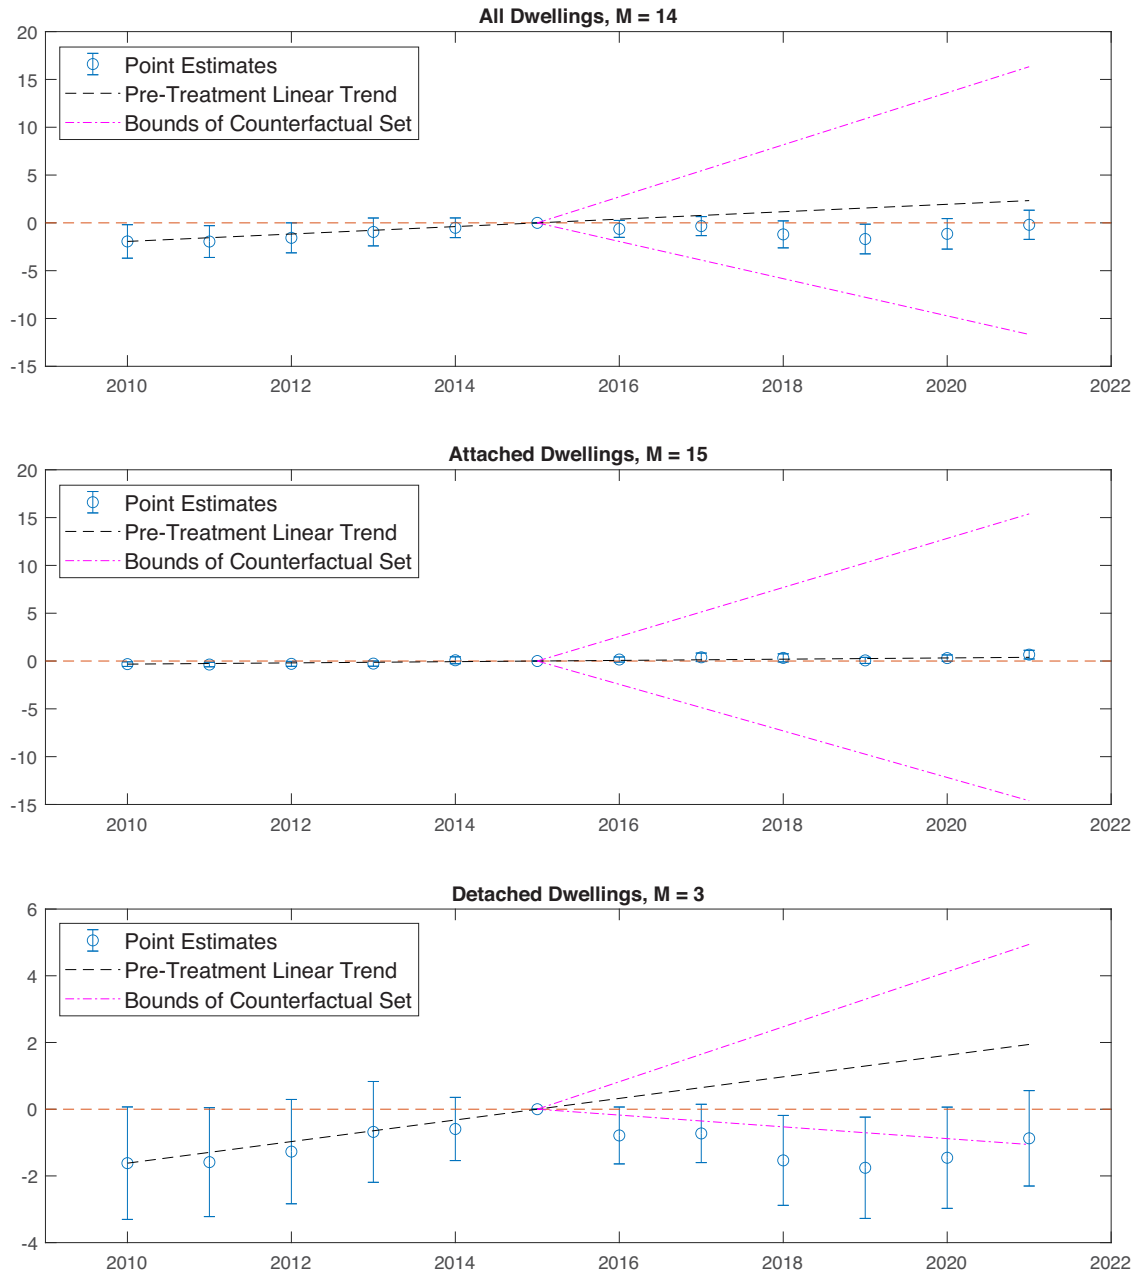 All Dwellings, M = 14
20
15
10
5
0
-5
-10
-15
Point Estimates
Pre-Treatment Linear Trend
Bounds of Counterfactual Set
2010 2012 2014 2016 2018 2020 2022
Attached Dwellings, M = 15
20
15
10
5
0
-5
-10
-15
Point Estimates
Pre-Treatment Linear Trend
Bounds of Counterfactual Set
2010 2012 2014 2016 2018 2020 2022
Detached Dwellings, M = 3
6
4
2
0
-2
-4
Point Estimates
Pre-Treatment Linear Trend
Bounds of Counterfactual Set
2010 2012 2014 2016 2018 2020 2022